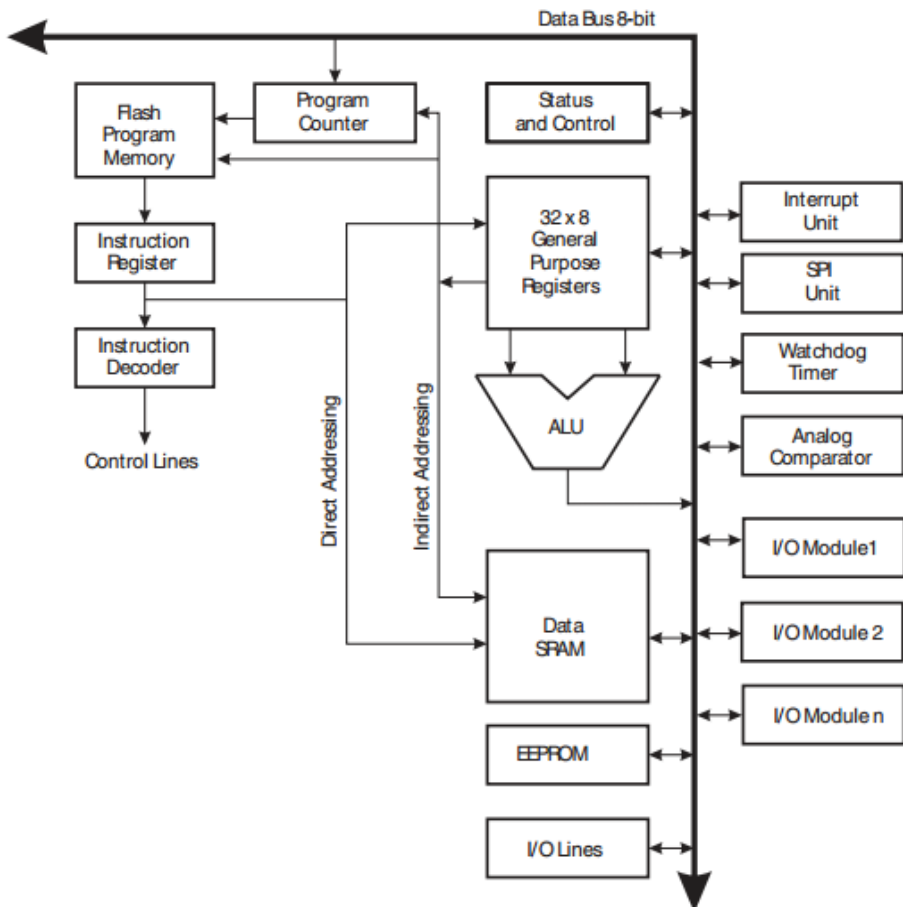 Data Bus 8-bit
Flash
Program
Memory
Program
Counter
Status
and Control
32 x 8
General
Purpose
Registers
Interrupt
Unit
Instruction
Register
SPI
Unit
Instruction
Decoder
Watchdog
Timer
ALU
Analog
Comparator
Control Lines
Direct Addressing
Indirect Addressing
I/O Module1
Data
SRAM
I/O Module 2
I/O Module n
EEPROM
I/O Lines